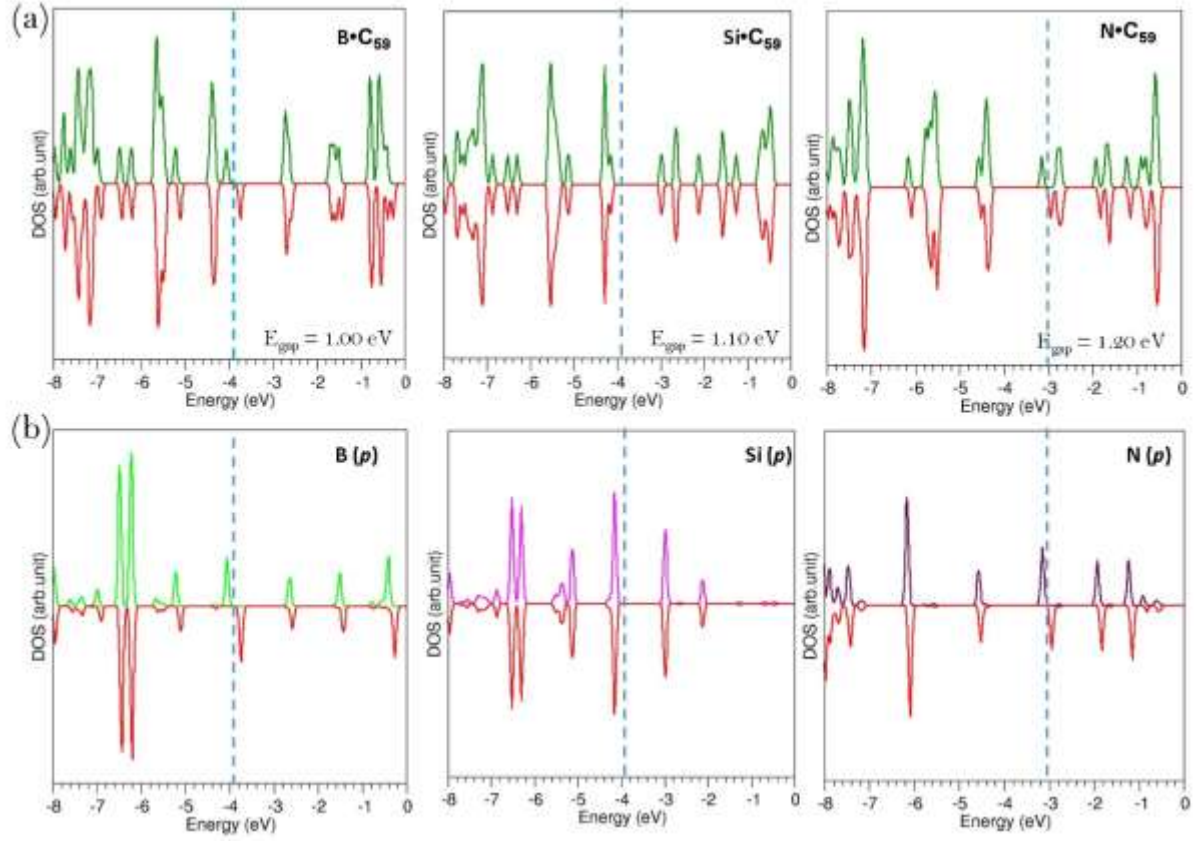 (a)
B•C₅₉
Si•C₅₉
N•C₅₉
DOS (arb.unit)
DOS (arb.unit)
DOS (arb.unit)
E_gap = 1.00 eV
E_gap = 1.10 eV
E_gap = 1.20 eV
-8 -7 -6 -5 -4 -3 -2 -1 0
-8 -7 -6 -5 -4 -3 -2 -1 0
-8 -7 -6 -5 -4 -3 -2 -1 0
Energy (eV)
Energy (eV)
Energy (eV)
(b)
B (p)
Si (p)
N (p)
DOS (arb.unit)
DOS (arb.unit)
DOS (arb.unit)
-8 -7 -6 -5 -4 -3 -2 -1 0
-8 -7 -6 -5 -4 -3 -2 -1 0
-8 -7 -6 -5 -4 -3 -2 -1 0
Energy (eV)
Energy (eV)
Energy (eV)